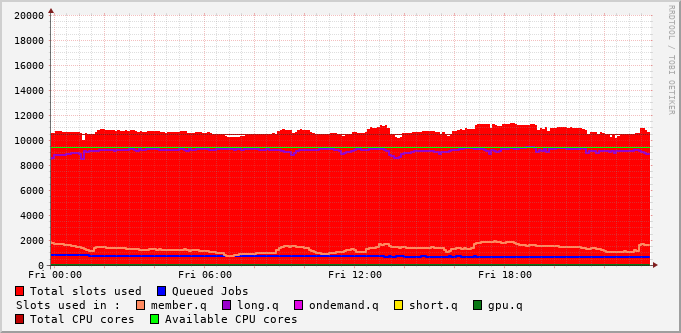 RRDTOOL / TOBI OETIKER
20000
18000
16000
14000
12000
10000
8000
6000
4000
2000
0
Fri 00:00 Fri 06:00 Fri 12:00 Fri 18:00
Total slots used Queued Jobs
Slots used in : member.q long.q ondemand.q short.q gpu.q
Total CPU cores Available CPU cores